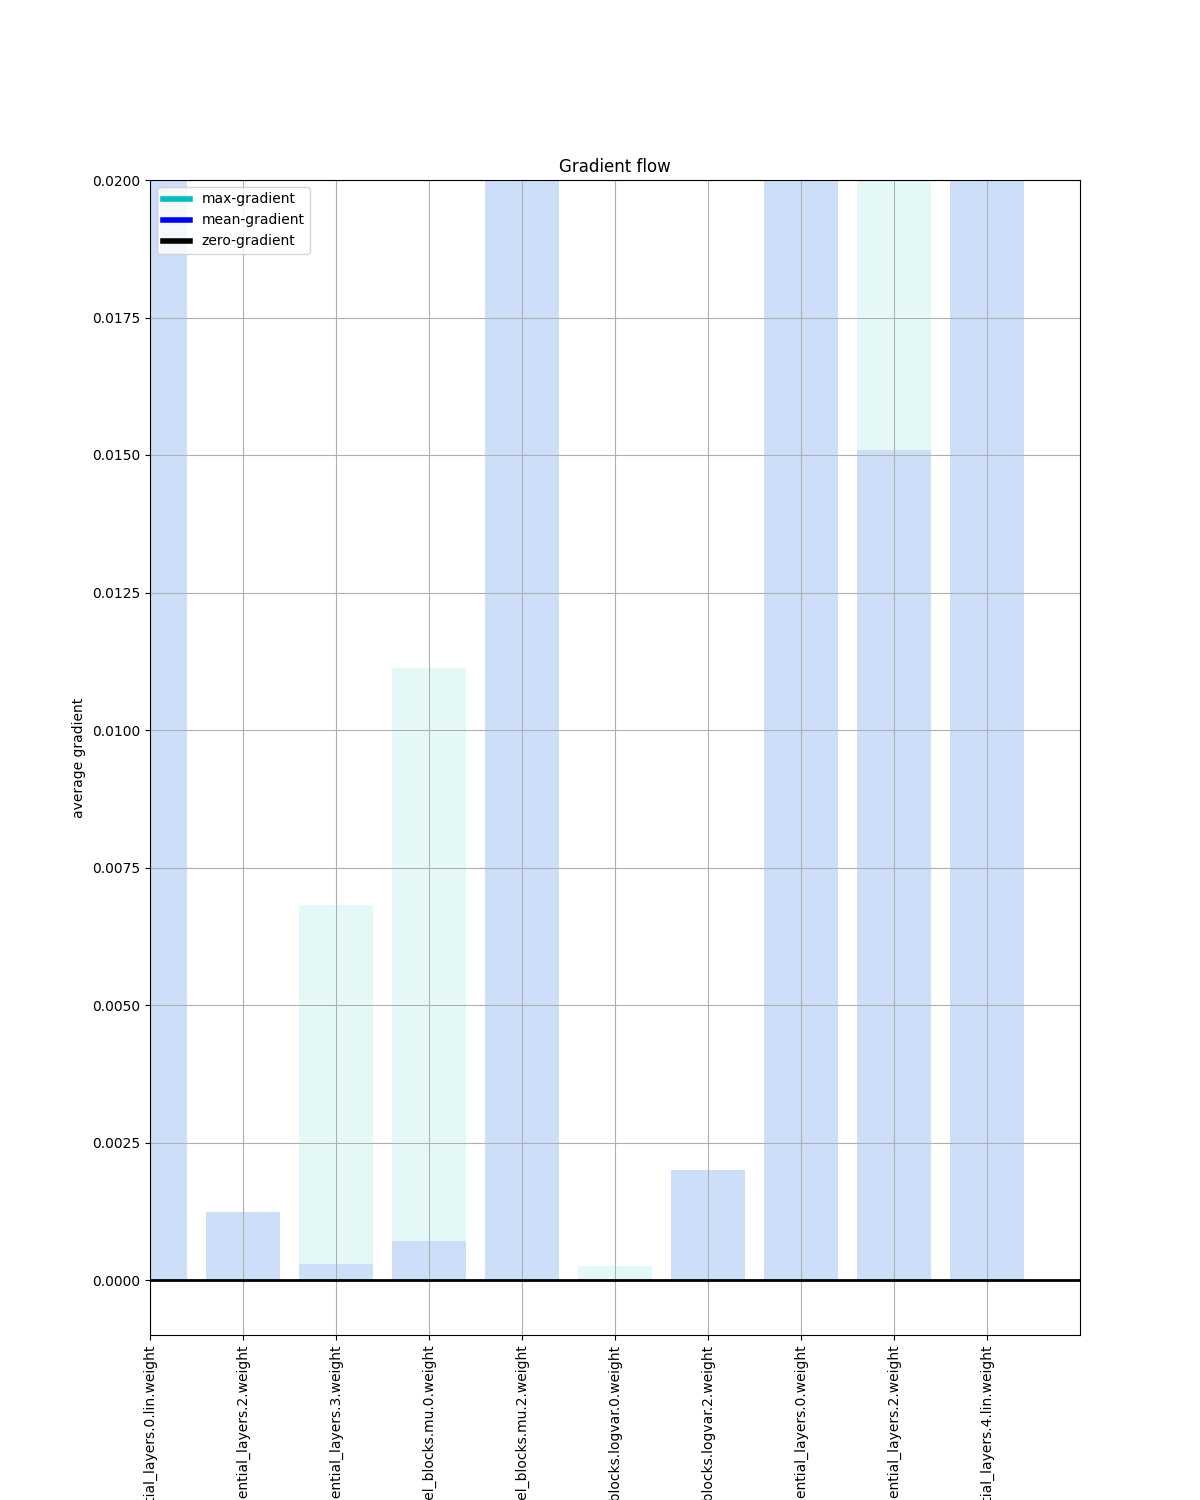 Gradient flow
max-gradient
mean-gradient
zero-gradient
0.0200
0.0175
0.0150
0.0125
0.0100
0.0075
0.0050
0.0025
0.0000
average gradient
tial_layers.0.lin.weight
ential_layers.2.weight
ential_layers.3.weight
el_blocks.mu.0.weight
el_blocks.mu.2.weight
blocks.logvar.0.weight
blocks.logvar.2.weight
ential_layers.0.weight
ential_layers.2.weight
tial_layers.4.lin.weight